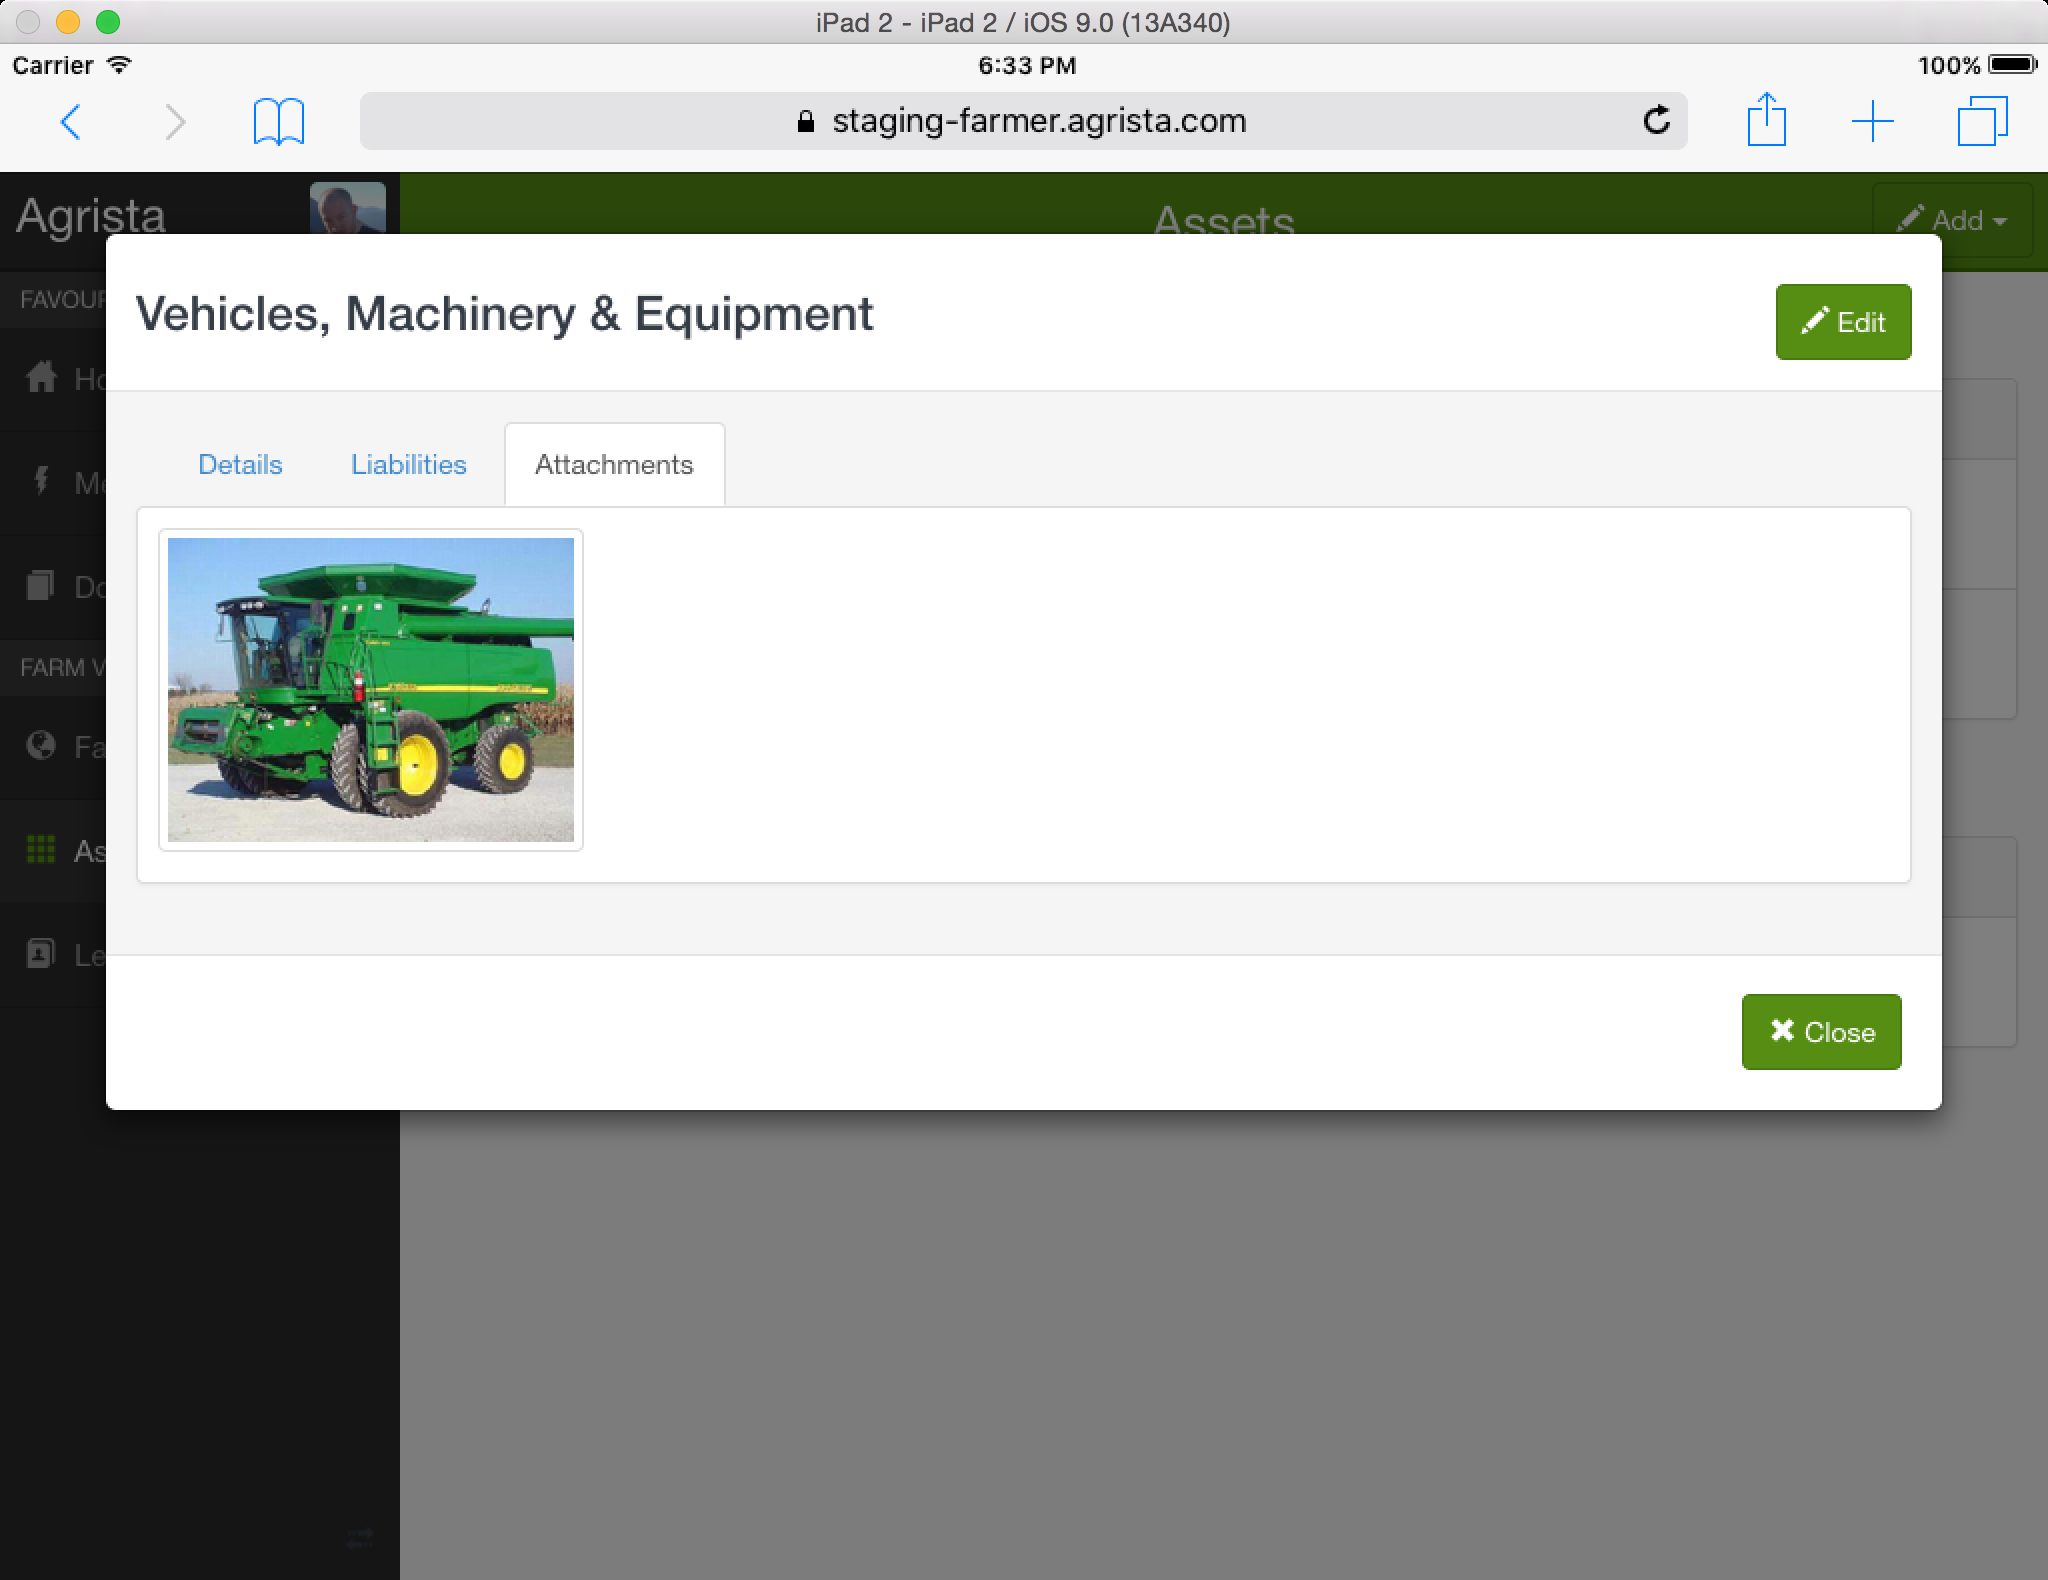 iPad 2 - iPad 2 / iOS 9.0 (13A340)
Carrier 6:33 PM 100%
staging-farmer.agrista.com
Agrista Assets Add
FAVOUR
Vehicles, Machinery & Equipment Edit
Ho
Details Liabilities Attachments
Me
Do
FARM V
Fa
As
Le
Close